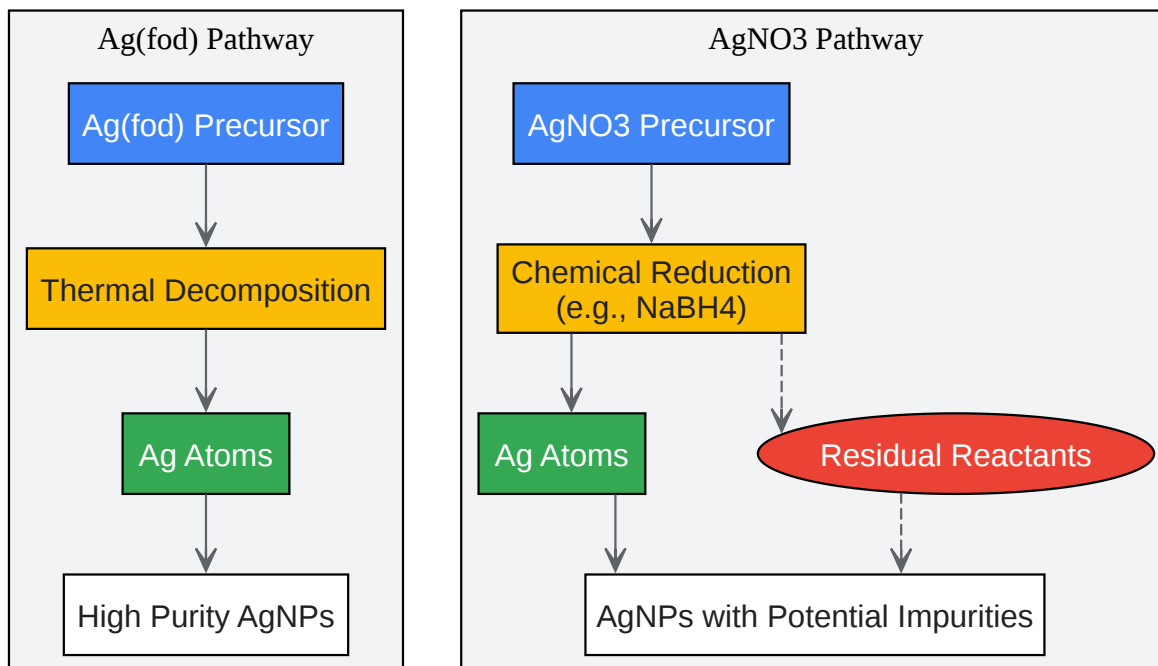 Ag(fod) Pathway
Ag(fod) Precursor
Thermal Decomposition
Ag Atoms
High Purity AgNPs
AgNO3 Pathway
AgNO3 Precursor
Chemical Reduction
(e.g., NaBH4)
Ag Atoms
Residual Reactants
AgNPs with Potential Impurities